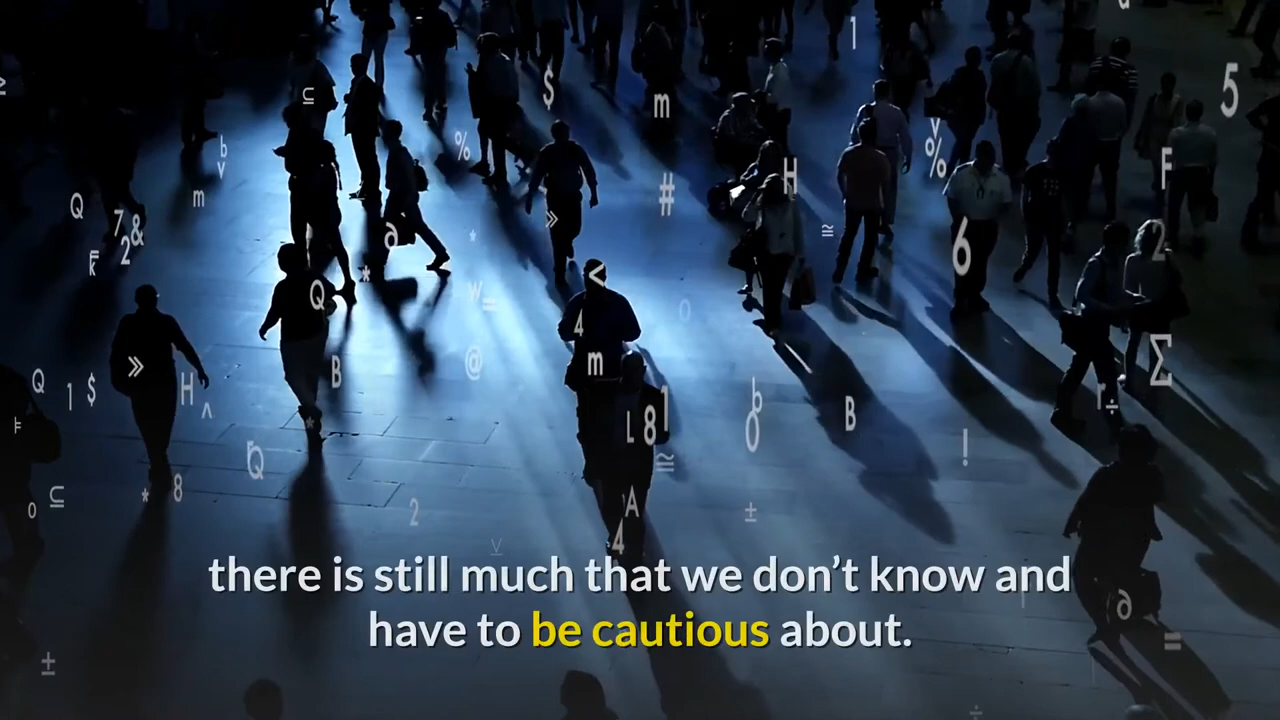 there is still much that we don't know and
have to be cautious about.